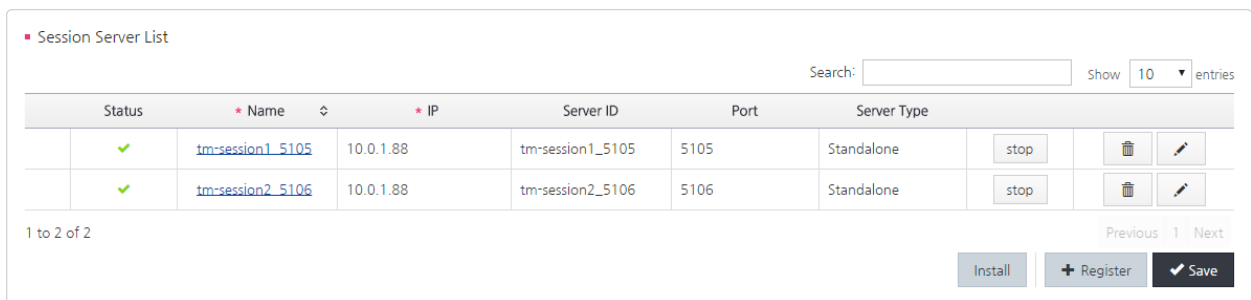 Session Server List
Search: Show 10 entries
Status * Name * IP Server ID Port Server Type
tm-session1_5105 10.0.1.88 tm-session1_5105 5105 Standalone stop
tm-session2_5106 10.0.1.88 tm-session2_5106 5106 Standalone stop
1 to 2 of 2 Previous 1 Next
Install Register Save